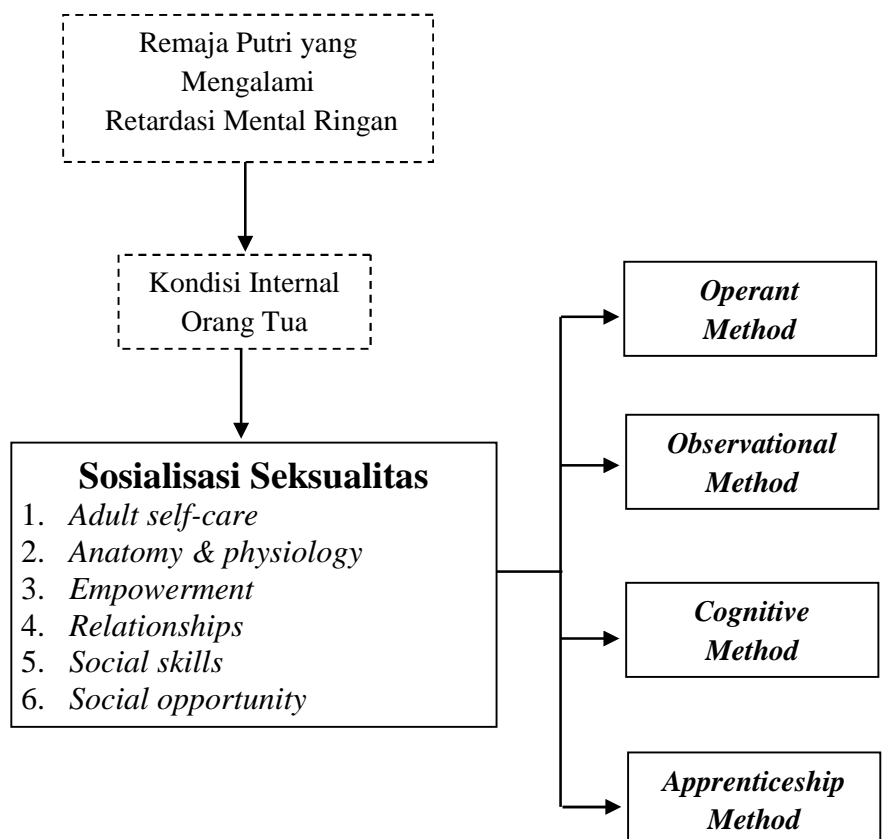 Remaja Putri yang
Mengalami
Retardasi Mental Ringan
Kondisi Internal
Orang Tua
Sosialisasi Seksualitas
1. Adult self-care
2. Anatomy & physiology
3. Empowerment
4. Relationships
5. Social skills
6. Social opportunity
Operant
Method
Observational
Method
Cognitive
Method
Apprenticeship
Method